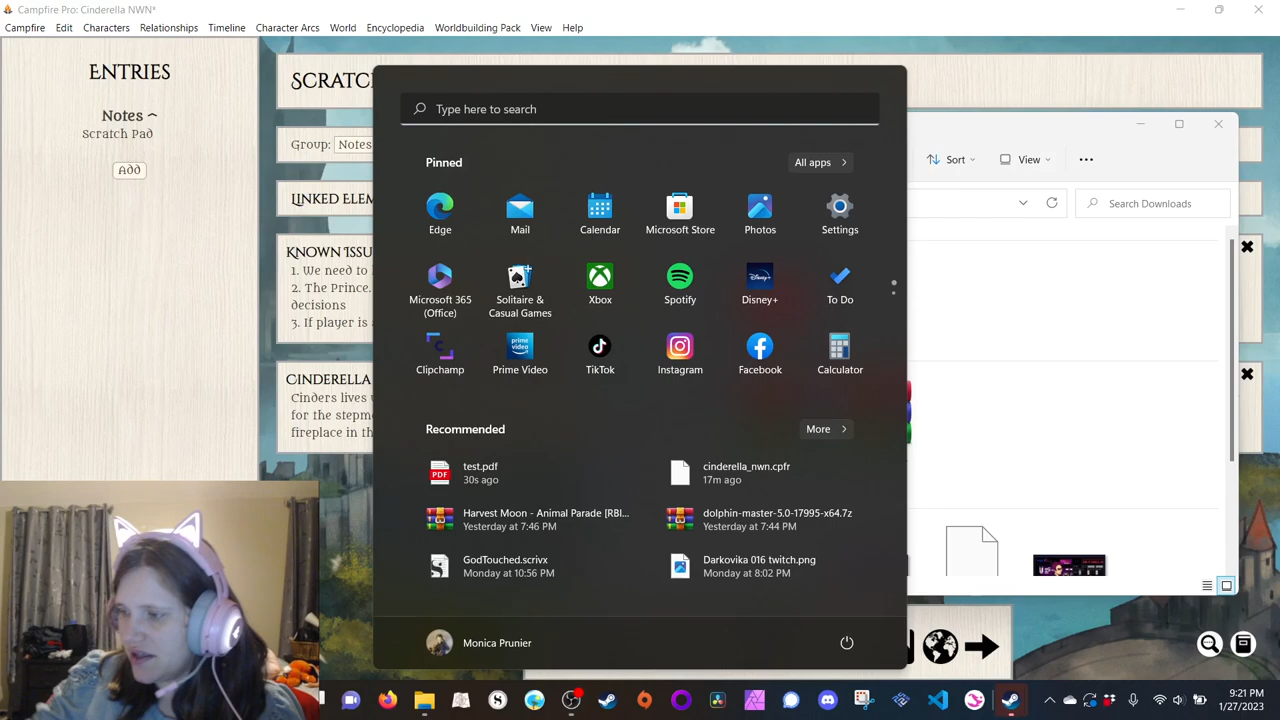 Campfire Pro: Cinderella NWN*
Campfire Edit Characters Relationships Timeline Character Arcs World Encyclopedia Worldbuilding Pack View Help
Entries
Notes
Scratch Pad
Add
Scratc
Group: Notes
Linked Elem
Known Issu
1. We need to
2. The Prince,
decisions
3. If player is
Cinderella
Cinders lives
for the stepm
fireplace in th
Type here to search
Pinned
All apps
Edge
Mail
Calendar
Microsoft Store
Photos
Settings
Microsoft 365
(Office)
Solitaire &
Casual Games
Xbox
Spotify
Disney+
To Do
Clipchamp
prime
video
Prime Video
TikTok
Instagram
Facebook
Calculator
Recommended
More
PDF
test.pdf
30s ago
cinderella_nwn.cpfr
17m ago
Harvest Moon - Animal Parade [RBI...
Yesterday at 7:46 PM
dolphin-master-5.0-17995-x64.7z
Yesterday at 7:44 PM
GodTouched.scrivx
Monday at 10:56 PM
Darkovika 016 twitch.png
Monday at 8:02 PM
Monica Prunier
Sort
View
Search Downloads
9:21 PM
1/27/2023